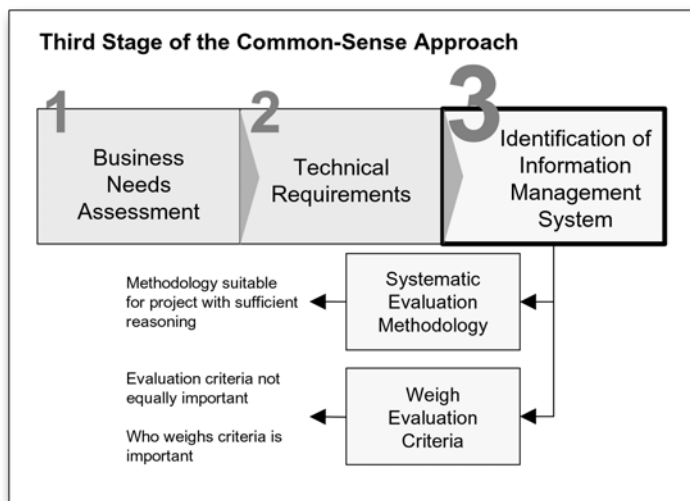 Third Stage of the Common-Sense Approach
1
Business
Needs
Assessment
2
Technical
Requirements
3
Identification of
Information
Management
System
Methodology suitable
for project with sufficient
reasoning
Systematic
Evaluation
Methodology
Evaluation criteria not
equally important
Who weighs criteria is
important
Weigh
Evaluation
Criteria